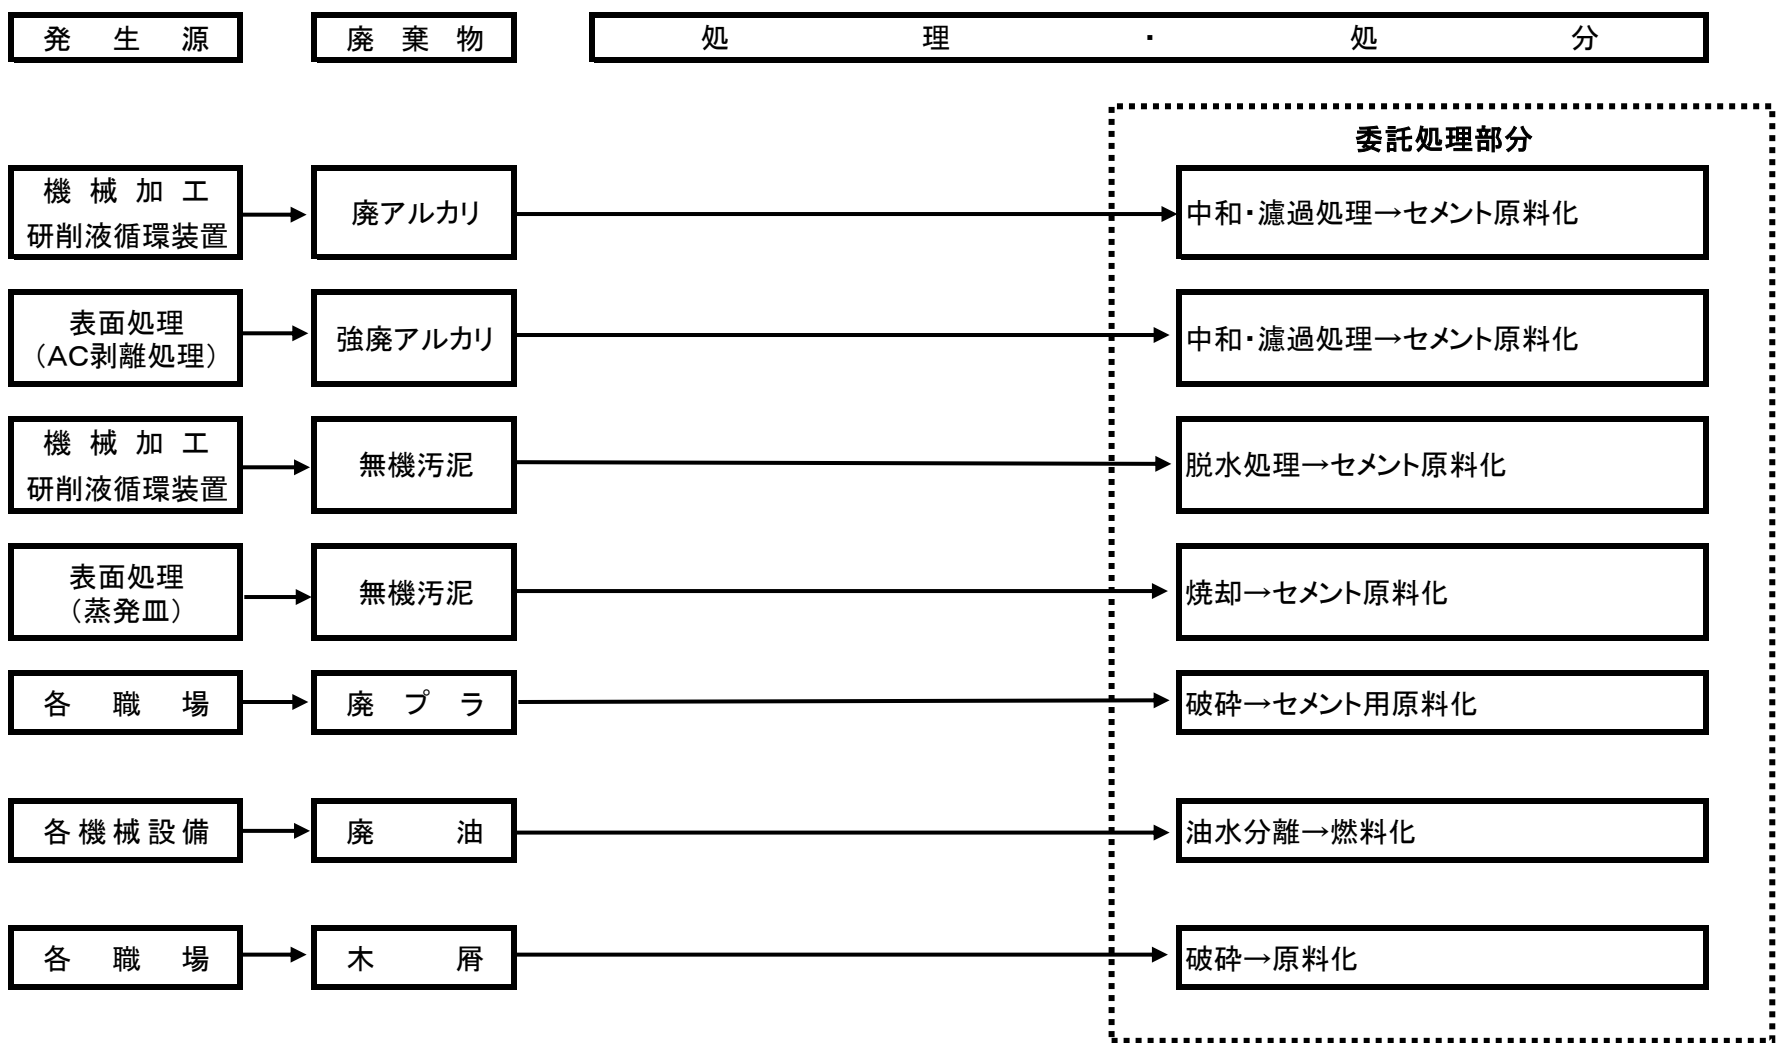 発生源
廃棄物
処理・処分
委託処理部分
機械加工
研削液循環装置
廃アルカリ
中和・濾過処理→セメント原料化
表面処理
（AC剥離処理）
強廃アルカリ
中和・濾過処理→セメント原料化
機械加工
研削液循環装置
無機汚泥
脱水処理→セメント原料化
表面処理
（蒸発皿）
無機汚泥
焼却→セメント原料化
各職場
廃プラ
破砕→セメント用原料化
各機械設備
廃油
油水分離→燃料化
各職場
木屑
破砕→原料化